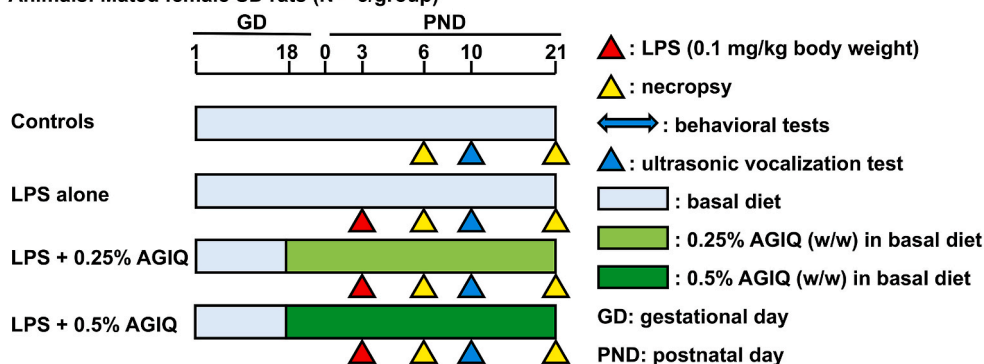 GD PND
1 18 0 3 6 10 21
Controls
LPS alone
LPS + 0.25% AGIQ
LPS + 0.5% AGIQ
: LPS (0.1 mg/kg body weight)
: necropsy
: behavioral tests
: ultrasonic vocalization test
: basal diet
: 0.25% AGIQ (w/w) in basal diet
: 0.5% AGIQ (w/w) in basal diet
GD: gestational day
PND: postnatal day